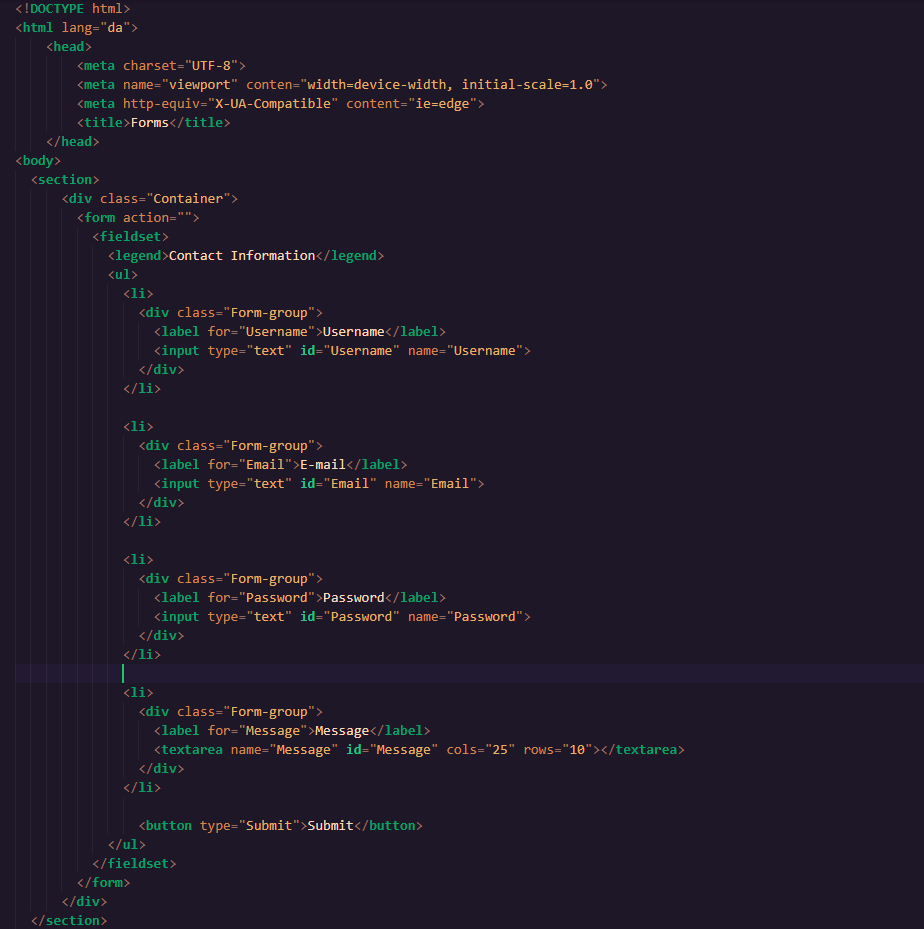 <!DOCTYPE html>
<html lang="da">
<head>
<meta charset="UTF-8">
<meta name="viewport" conten="width=device-width, initial-scale=1.0">
<meta http-equiv="X-UA-Compatible" content="ie=edge">
<title>Forms</title>
</head>
<body>
<section>
<div class="Container">
<form action="">
<fieldset>
<legend>Contact Information</legend>
<ul>
<li>
<div class="Form-group">
<label for="Username">Username</label>
<input type="text" id="Username" name="Username">
</div>
</li>
<li>
<div class="Form-group">
<label for="Email">E-mail</label>
<input type="text" id="Email" name="Email">
</div>
</li>
<li>
<div class="Form-group">
<label for="Password">Password</label>
<input type="text" id="Password" name="Password">
</div>
</li>
<li>
<div class="Form-group">
<label for="Message">Message</label>
<textarea name="Message" id="Message" cols="25" rows="10"></textarea>
</div>
</li>
<button type="Submit">Submit</button>
</ul>
</fieldset>
</form>
</div>
</section>